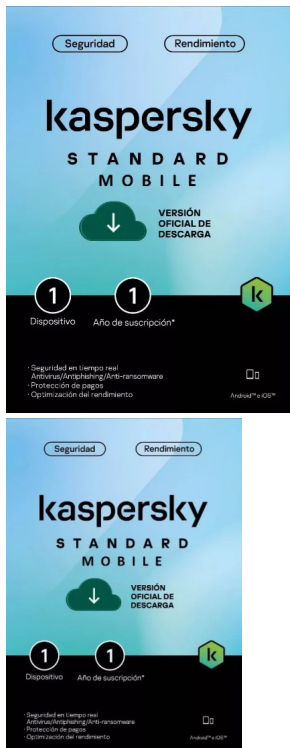 Seguridad Rendimiento
kaspersky
STANDARD
MOBILE
VERSIÓN
OFICIAL DE
DESCARGA
1 1 k
Dispositivo Año de suscripción*
· Seguridad en tiempo real
Antivirus/Antiphishing/Anti-ransomware
· Protección de pagos
· Optimización del rendimiento Android™ e iOS™
Seguridad Rendimiento
kaspersky
STANDARD
MOBILE
VERSIÓN
OFICIAL DE
DESCARGA
1 1 k
Dispositivo Año de suscripción*
· Seguridad en tiempo real
Antivirus/Antiphishing/Anti-ransomware
· Protección de pagos
· Optimización del rendimiento Android™ e iOS™